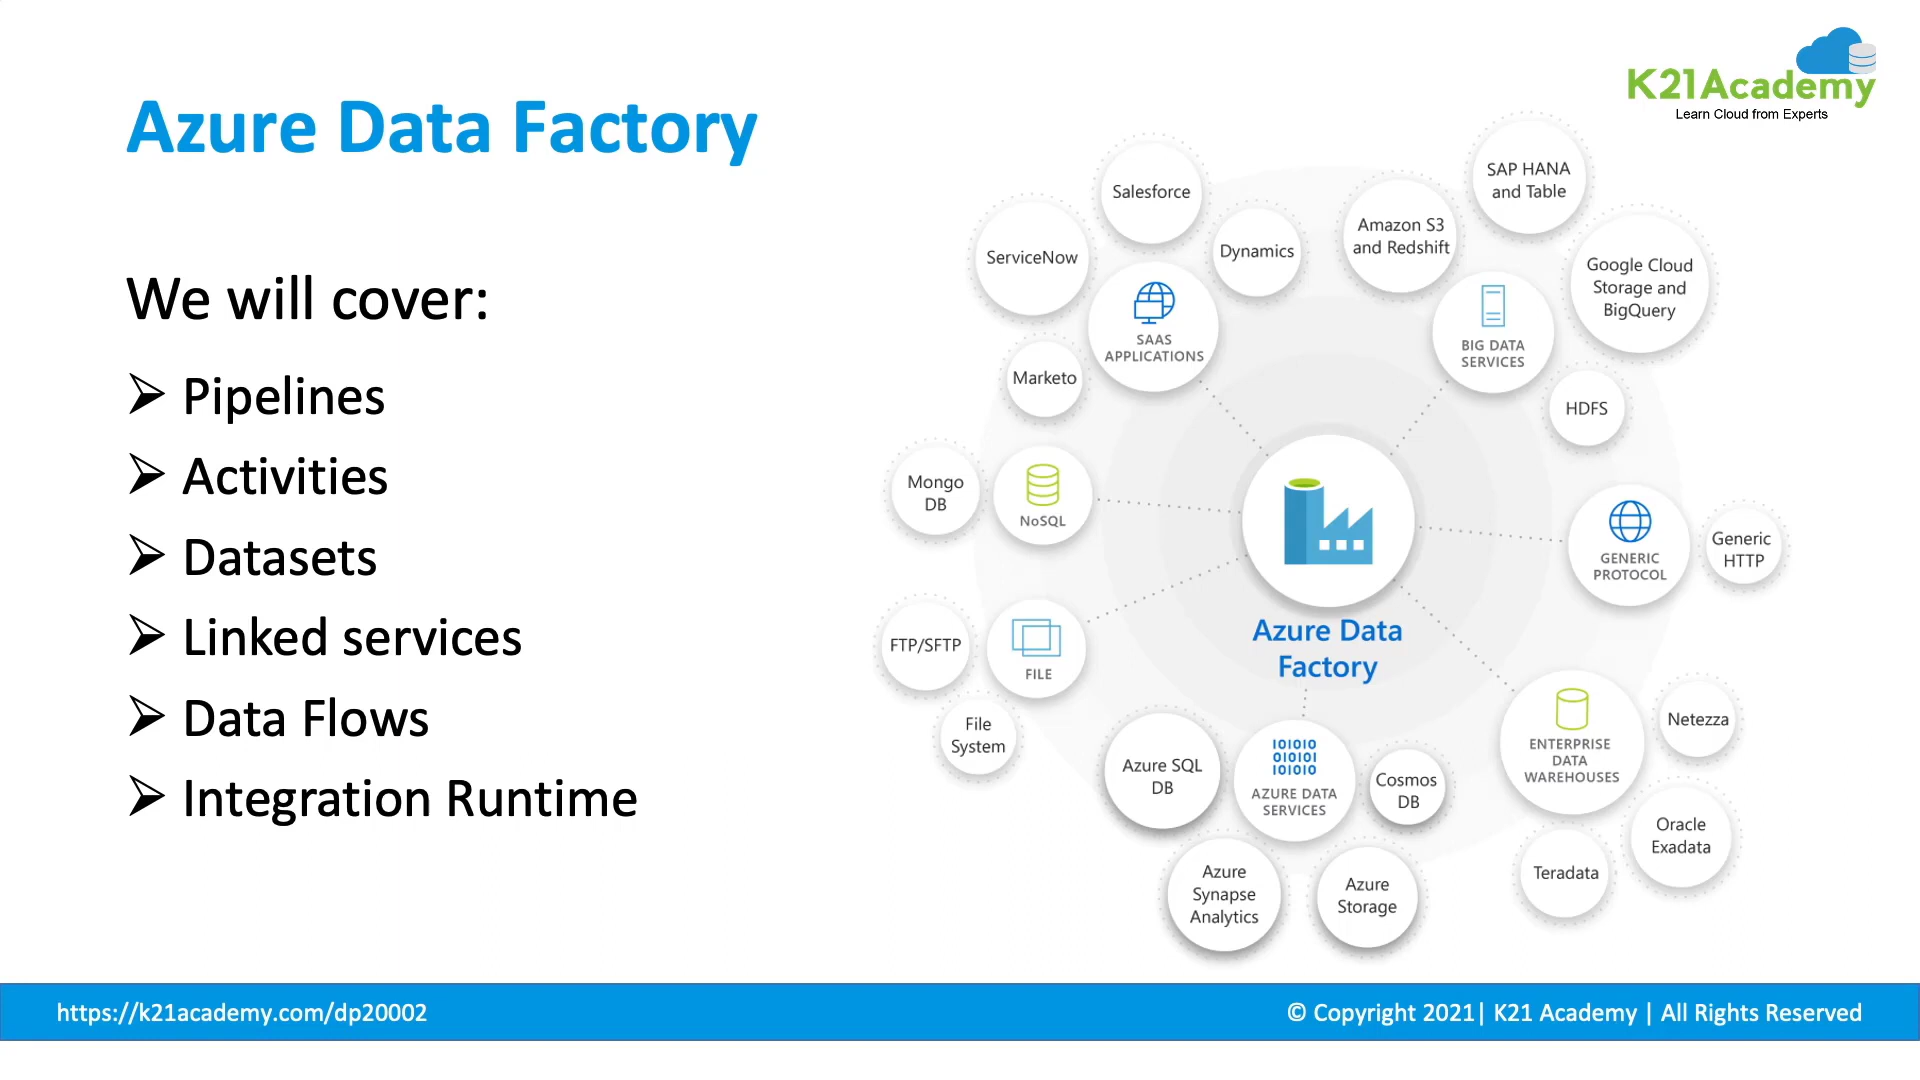 K21Academy
Learn Cloud from Experts
Azure Data Factory
We will cover:
➢ Pipelines
➢ Activities
➢ Datasets
➢ Linked services
➢ Data Flows
➢ Integration Runtime
Salesforce
ServiceNow
Dynamics
SAAS
APPLICATIONS
Marketo
Amazon S3
and Redshift
SAP HANA
and Table
Google Cloud
Storage and
BigQuery
BIG DATA
SERVICES
HDFS
Mongo
DB
NoSQL
GENERIC
PROTOCOL
Generic
HTTP
Azure Data
Factory
FTP/SFTP
FILE
File
System
Azure SQL
DB
IOIOIO
OIOIOI
IOIOIO
AZURE DATA
SERVICES
Cosmos
DB
Azure
Synapse
Analytics
Azure
Storage
ENTERPRISE
DATA
WAREHOUSES
Netezza
Oracle
Exadata
Teradata
https://k21academy.com/dp20002
© Copyright 2021| K21 Academy | All Rights Reserved